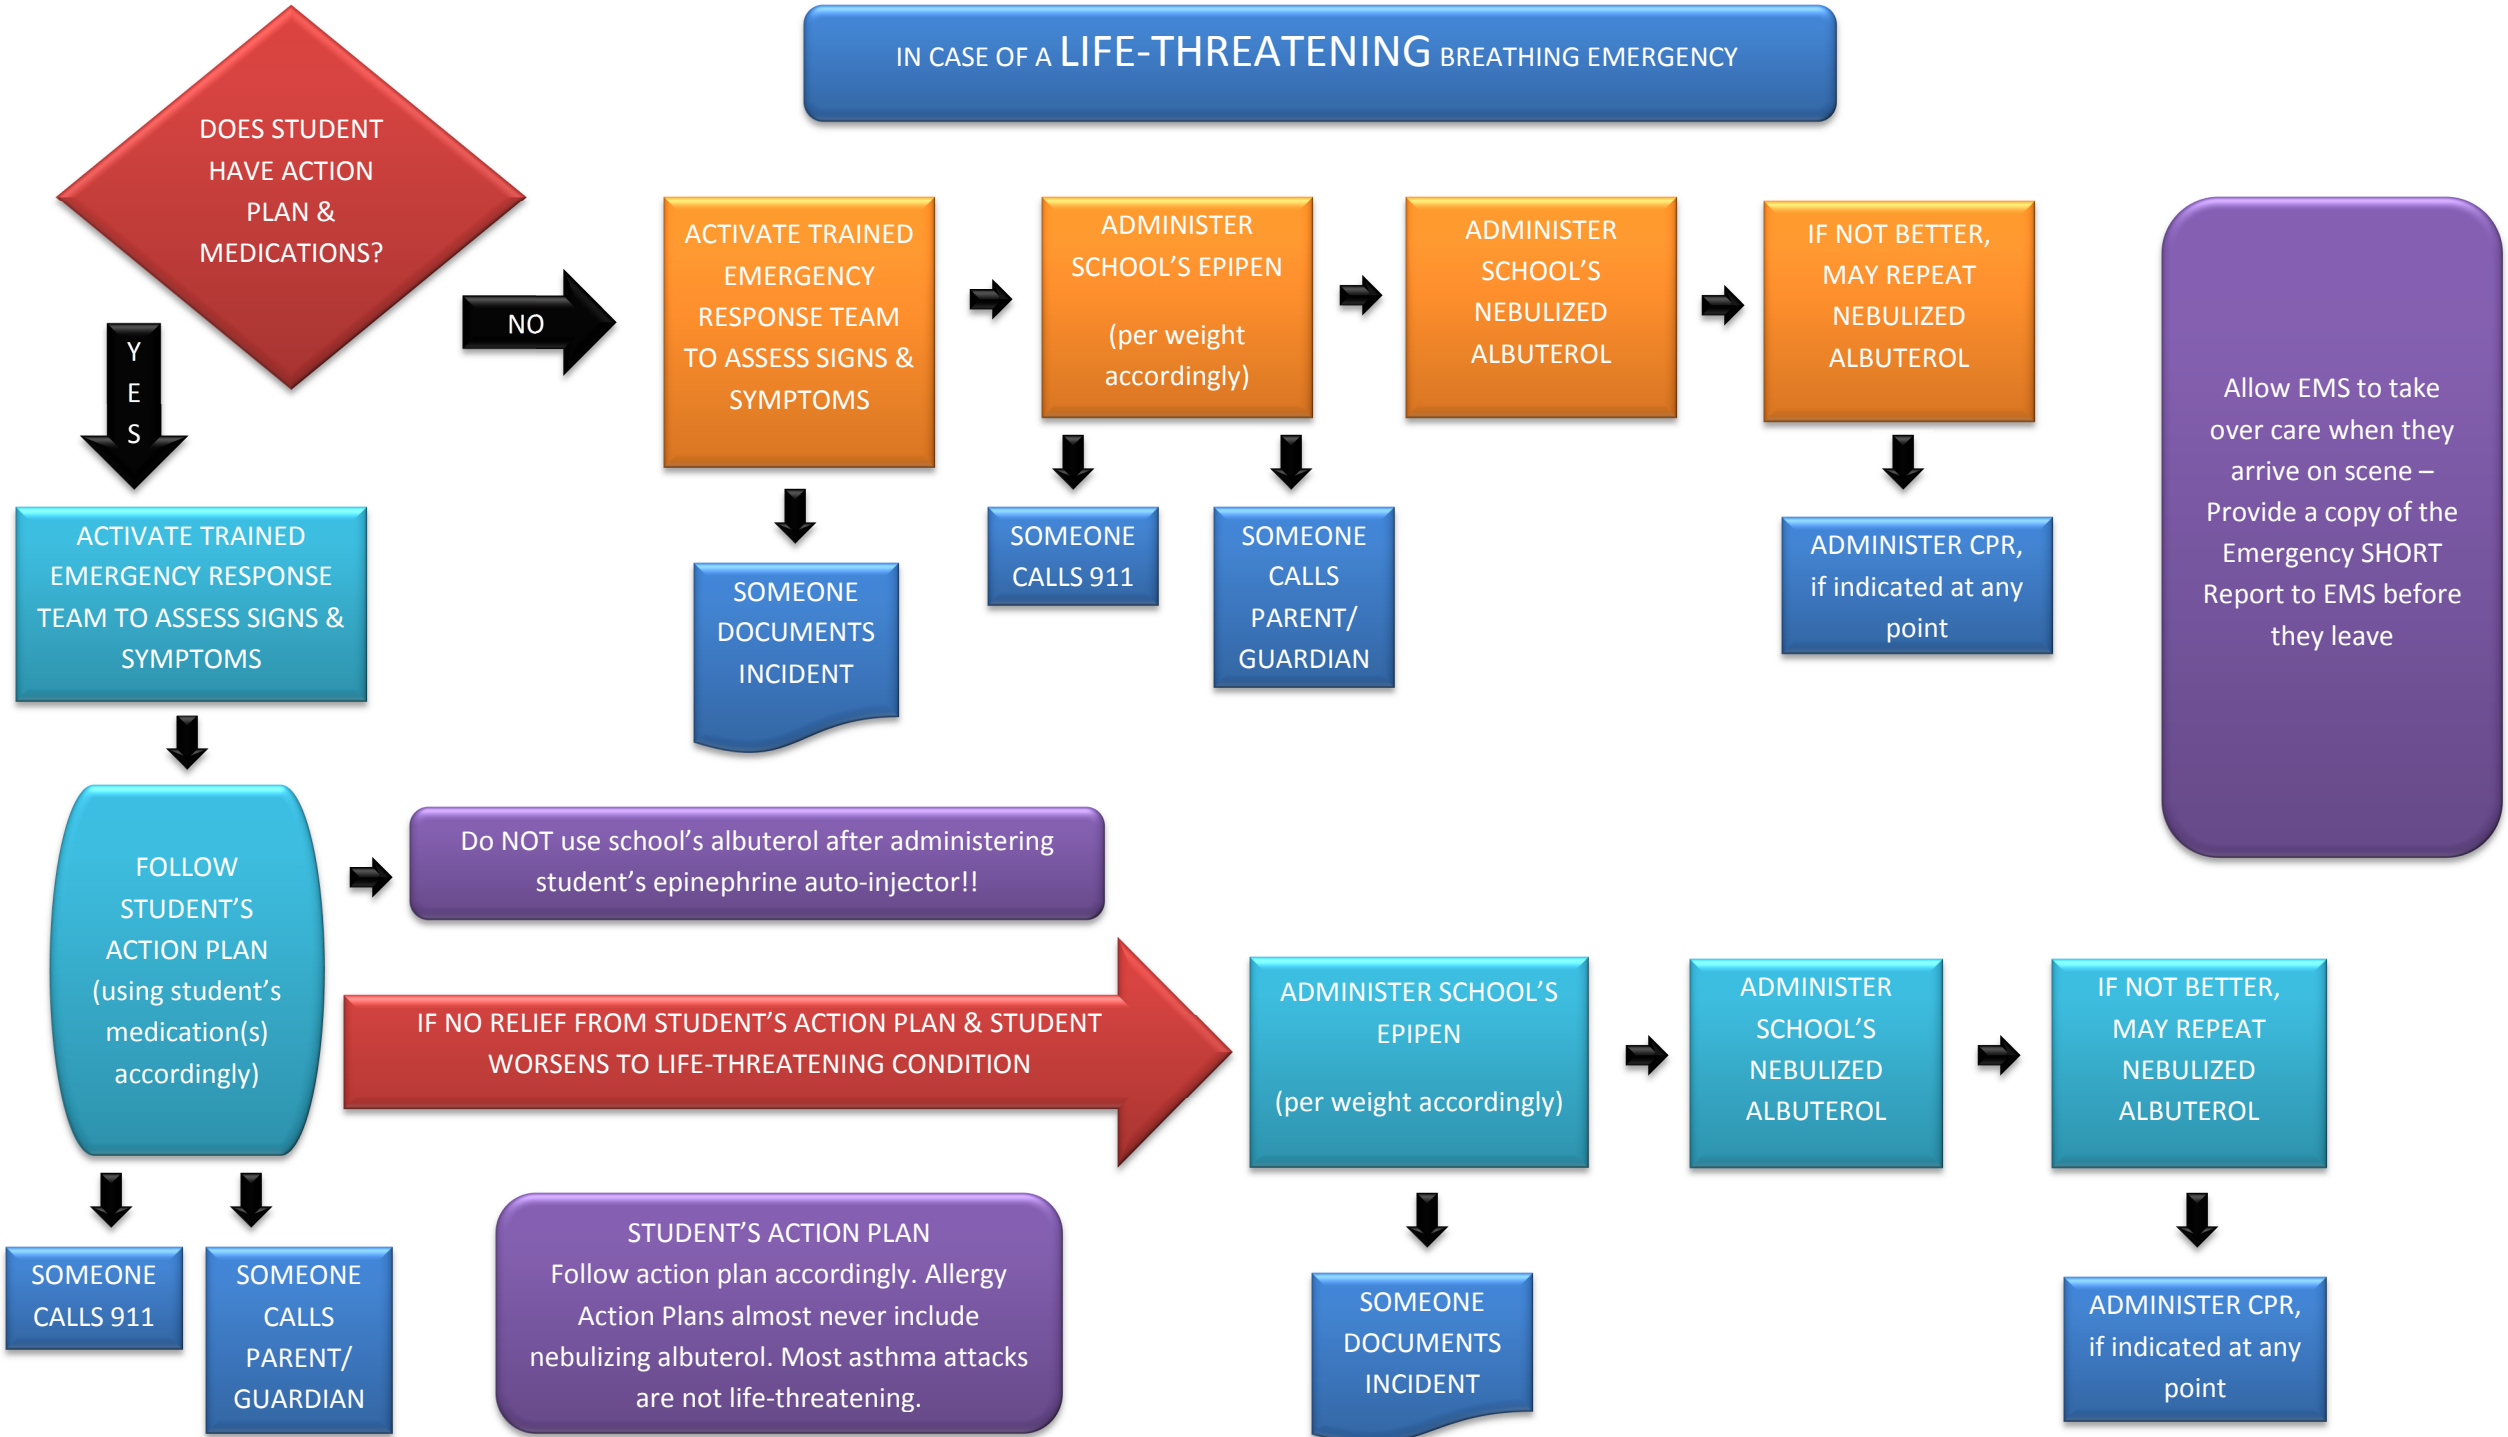 IN CASE OF A LIFE-THREATENING BREATHING EMERGENCY
DOES STUDENT
HAVE ACTION
PLAN &
MEDICATIONS?
NO
Y
E
S
ACTIVATE TRAINED
EMERGENCY
RESPONSE TEAM
TO ASSESS SIGNS &
SYMPTOMS
ADMINISTER
SCHOOL’S EPIPEN
(per weight
accordingly)
ADMINISTER
SCHOOL’S
NEBULIZED
ALBUTEROL
IF NOT BETTER,
MAY REPEAT
NEBULIZED
ALBUTEROL
SOMEONE
DOCUMENTS
INCIDENT
SOMEONE
CALLS 911
SOMEONE
CALLS
PARENT/
GUARDIAN
ADMINISTER CPR,
if indicated at any
point
Allow EMS to take
over care when they
arrive on scene –
Provide a copy of the
Emergency SHORT
Report to EMS before
they leave
ACTIVATE TRAINED
EMERGENCY RESPONSE
TEAM TO ASSESS SIGNS &
SYMPTOMS
FOLLOW
STUDENT’S
ACTION PLAN
(using student’s
medication(s)
accordingly)
Do NOT use school’s albuterol after administering
student’s epinephrine auto-injector!!
IF NO RELIEF FROM STUDENT’S ACTION PLAN & STUDENT
WORSENS TO LIFE-THREATENING CONDITION
ADMINISTER SCHOOL’S
EPIPEN
(per weight accordingly)
ADMINISTER
SCHOOL’S
NEBULIZED
ALBUTEROL
IF NOT BETTER,
MAY REPEAT
NEBULIZED
ALBUTEROL
SOMEONE
CALLS 911
SOMEONE
CALLS
PARENT/
GUARDIAN
STUDENT’S ACTION PLAN
Follow action plan accordingly. Allergy
Action Plans almost never include
nebulizing albuterol. Most asthma attacks
are not life-threatening.
SOMEONE
DOCUMENTS
INCIDENT
ADMINISTER CPR,
if indicated at any
point